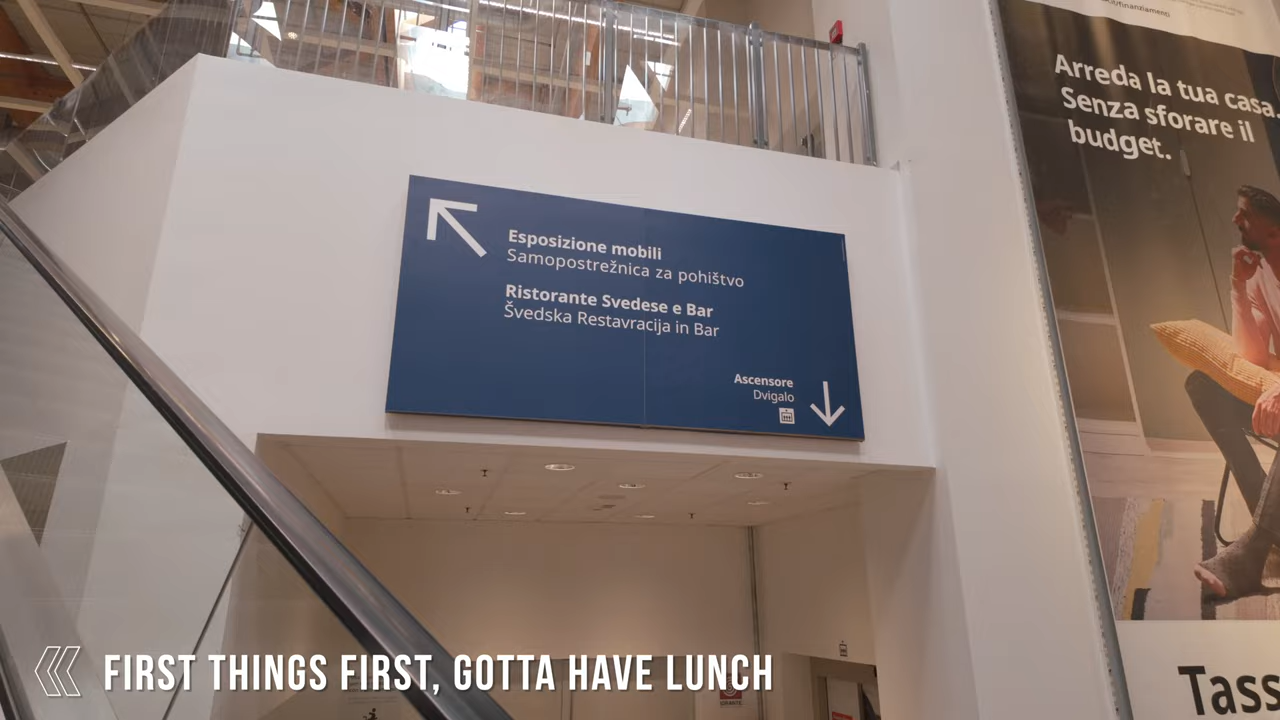 Arreda la tua casa.
Senza sforare il
budget.
Esposizione mobili
Samopostrežnica za pohištvo
Ristorante Svedese e Bar
Švedska Restavracija in Bar
Ascensore
Dvigalo
FIRST THINGS FIRST, GOTTA HAVE LUNCH
Tass